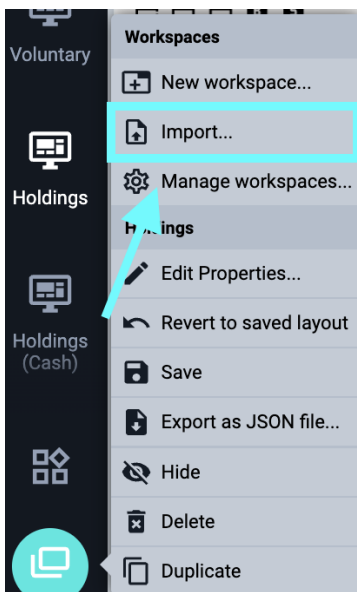 Voluntary
Holdings
Holdings
(Cash)
Workspaces
New workspace...
Import...
Manage workspaces...
Holdings
Edit Properties...
Revert to saved layout
Save
Export as JSON file...
Hide
Delete
Duplicate